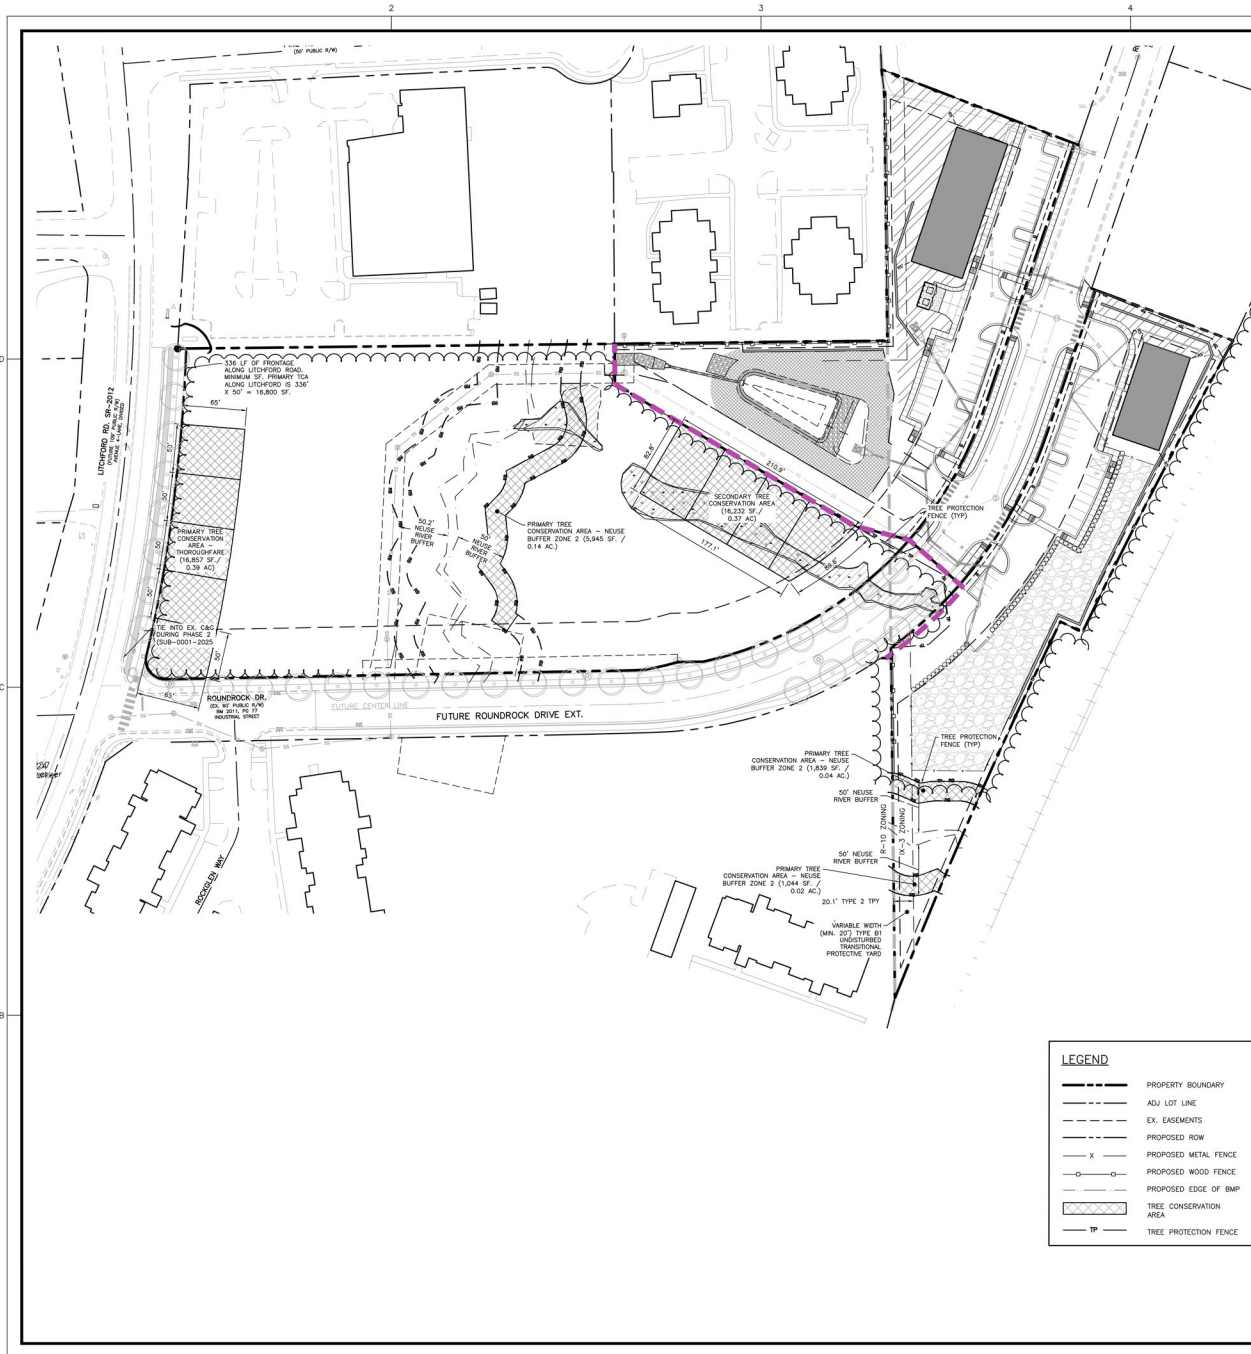 2
3
4
(50' PUBLIC R/W)
D
336 LF OF FRONTAGE
ALONG LITCHFORD ROAD.
MINIMUM SF. PRIMARY TCA
ALONG LITCHFORD IS 336'
X 50' = 16,800 SF.
65'
LITCHFORD RD. SR-2012
50'
50'
50'
50'
50'
63'
PRIMARY TREE
CONSERVATION
AREA -
THOROUGHFARE
(16,857 SF./
0.39 AC)
TIE INTO EX. C&G
DURING PHASE 2
(SUB-0001-2025
50.2'
NEUSE
RIVER
BUFFER
50'
NEUSE
RIVER
BUFFER
PRIMARY TREE
CONSERVATION AREA - NEUSE
BUFFER ZONE 2 (5,945 SF. /
0.14 AC.)
82.8'
210.9'
SECONDARY TREE
CONSERVATION AREA
(16,232 SF./
0.37 AC)
177.1'
89.6'
TREE PROTECTION
FENCE (TYP)
C
ROUNDROCK DR.
(EX. 60' PUBLIC R/W)
BM 2011, PG 77
INDUSTRIAL STREET
FUTURE CENTER LINE
FUTURE ROUNDROCK DRIVE EXT.
TREE PROTECTION
FENCE (TYP)
PRIMARY TREE
CONSERVATION AREA - NEUSE
BUFFER ZONE 2 (1,839 SF. /
0.04 AC.)
50' NEUSE
RIVER BUFFER
R-10 ZONING
IX-3 ZONING
50' NEUSE
RIVER BUFFER
PRIMARY TREE
CONSERVATION AREA - NEUSE
BUFFER ZONE 2 (1,044 SF. /
0.02 AC.)
20.1' TYPE 2 TPY
VARIABLE WIDTH
(MIN. 20') TYPE B1
UNDISTURBED
TRANSITIONAL
PROTECTIVE YARD
ROCKGLEN WAY
B
LEGEND
PROPERTY BOUNDARY
ADJ LOT LINE
EX. EASEMENTS
PROPOSED ROW
X PROPOSED METAL FENCE
PROPOSED WOOD FENCE
PROPOSED EDGE OF BMP
TREE CONSERVATION
AREA
TP TREE PROTECTION FENCE